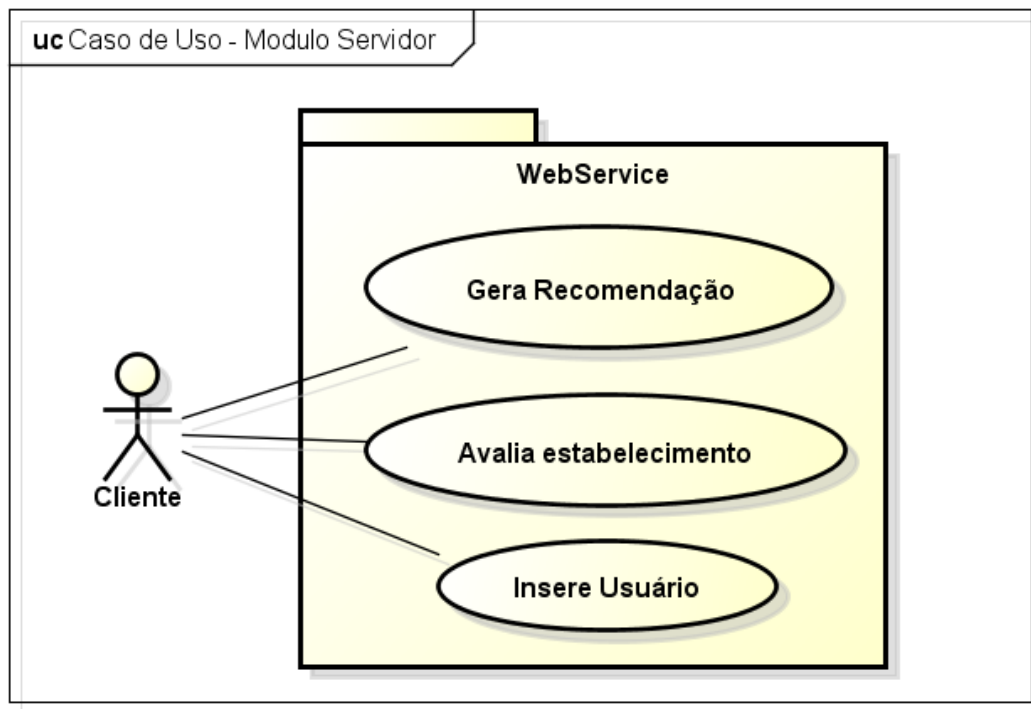 uc Caso de Uso - Modulo Servidor
WebService
Gera Recomendação
Avalia estabelecimento
Cliente
Insere Usuário